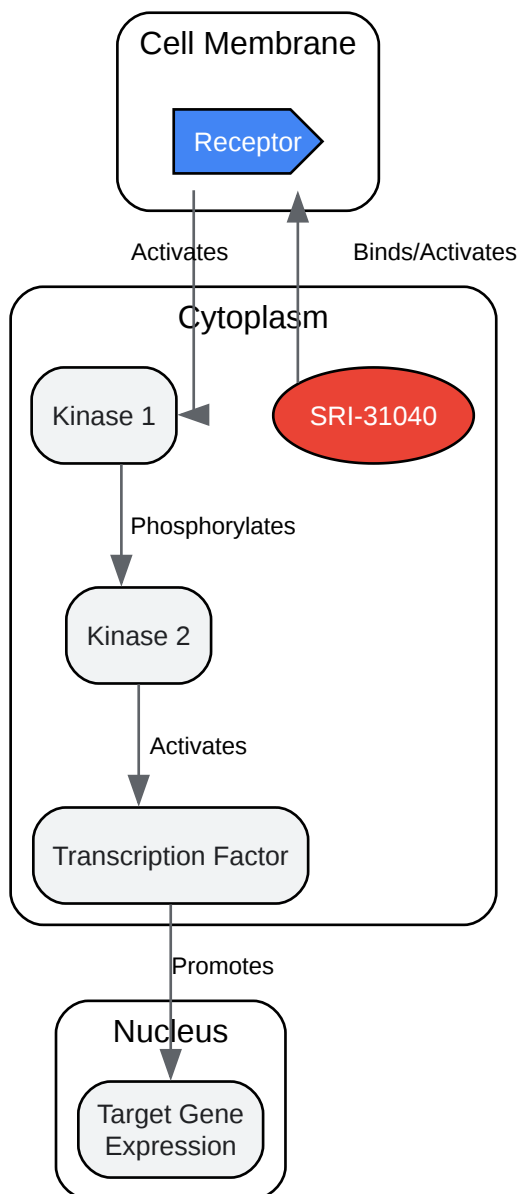 Cell Membrane
Receptor
Activates
Binds/Activates
Cytoplasm
Kinase 1
SRI-31040
Phosphorylates
Kinase 2
Activates
Transcription Factor
Promotes
Nucleus
Target Gene
Expression